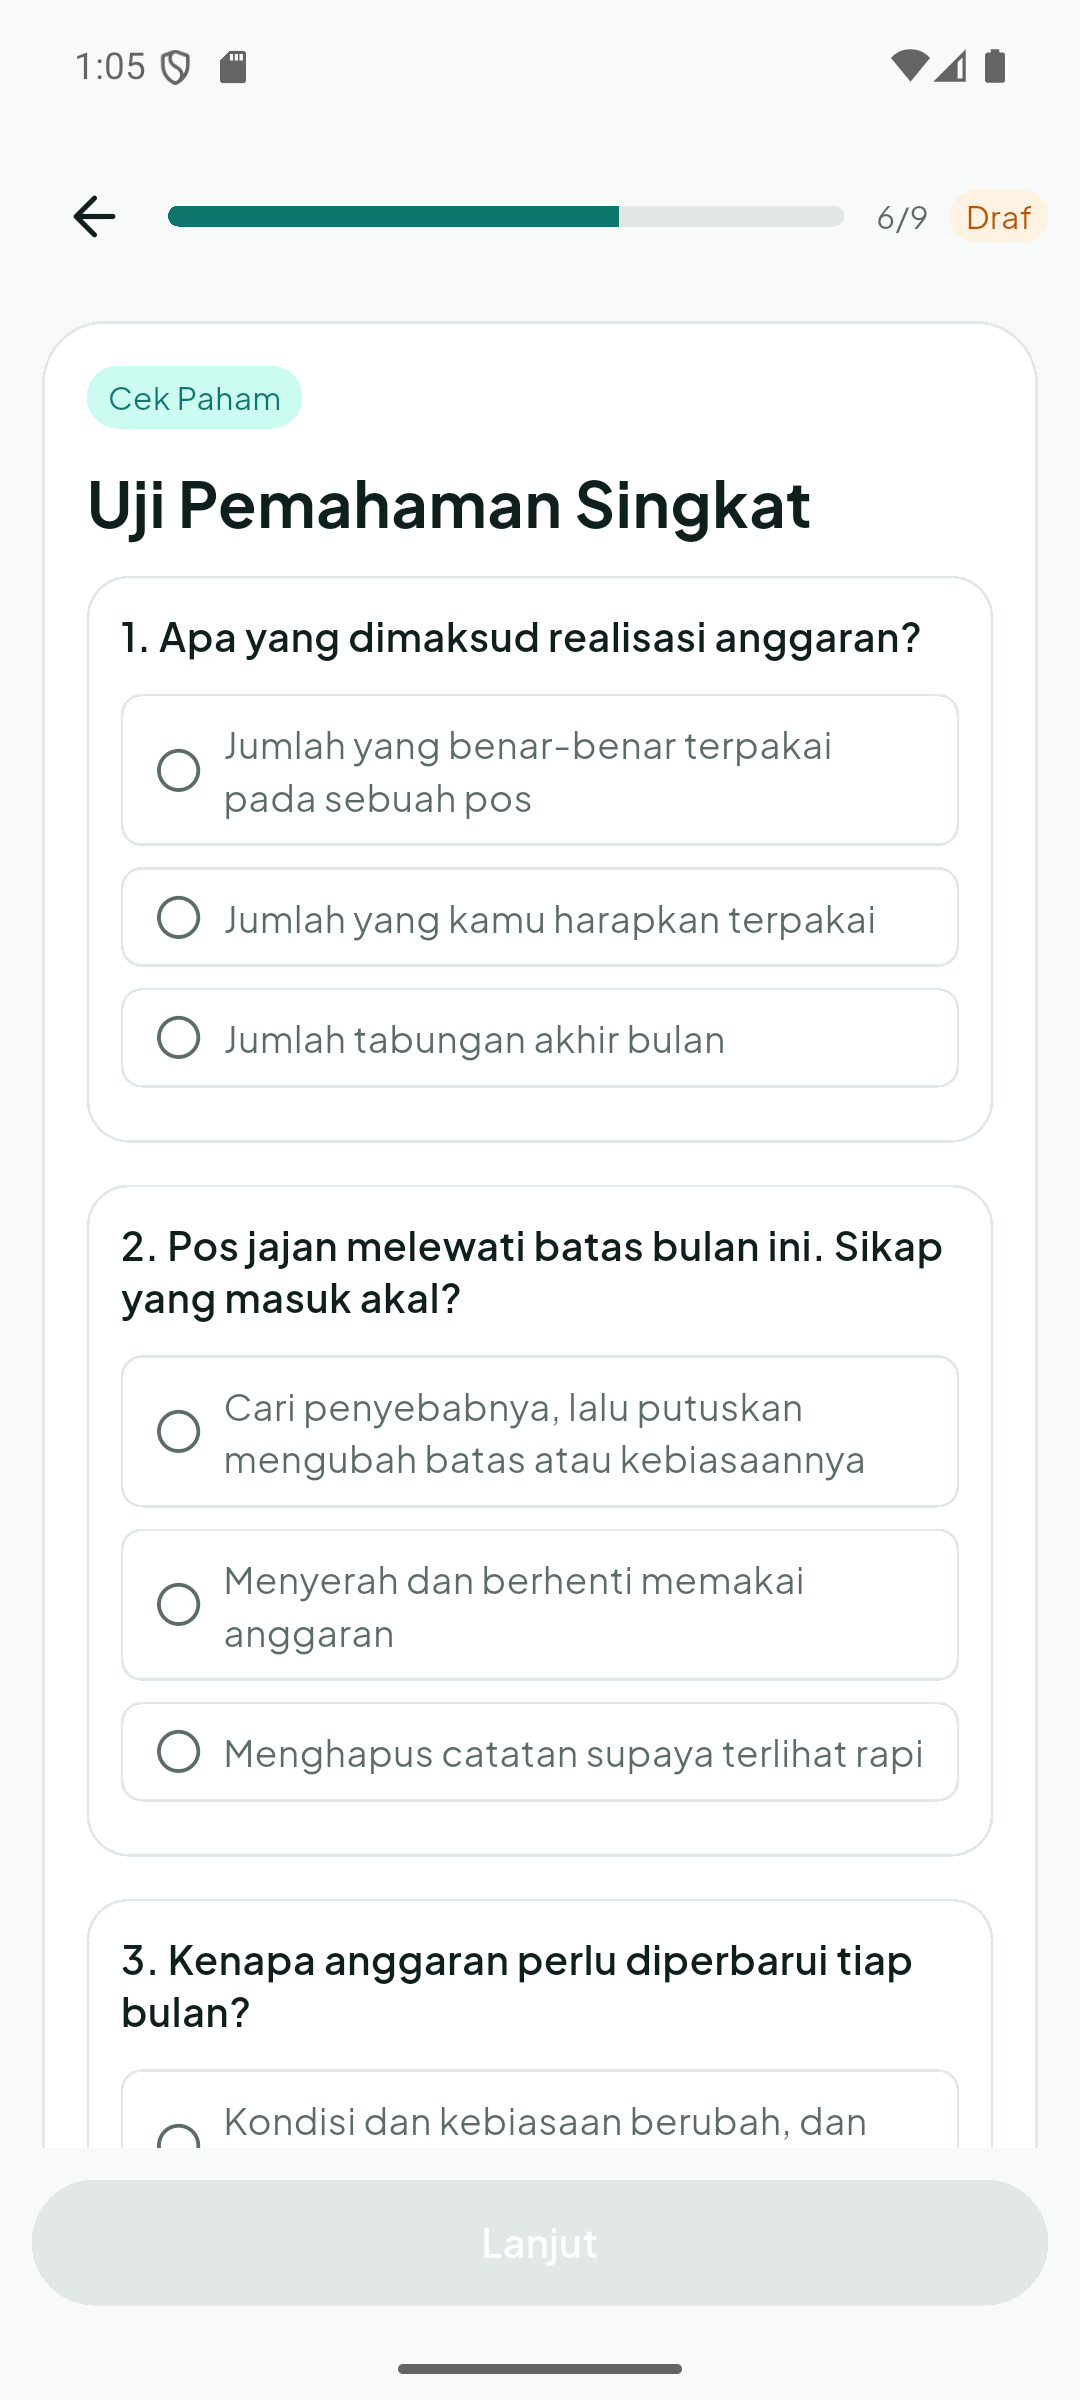 1:05
6/9
Draf
Cek Paham
Uji Pemahaman Singkat
1. Apa yang dimaksud realisasi anggaran?
Jumlah yang benar-benar terpakai
pada sebuah pos
Jumlah yang kamu harapkan terpakai
Jumlah tabungan akhir bulan
2. Pos jajan melewati batas bulan ini. Sikap
yang masuk akal?
Cari penyebabnya, lalu putuskan
mengubah batas atau kebiasaannya
Menyerah dan berhenti memakai
anggaran
Menghapus catatan supaya terlihat rapi
3. Kenapa anggaran perlu diperbarui tiap
bulan?
Kondisi dan kebiasaan berubah, dan
Lanjut